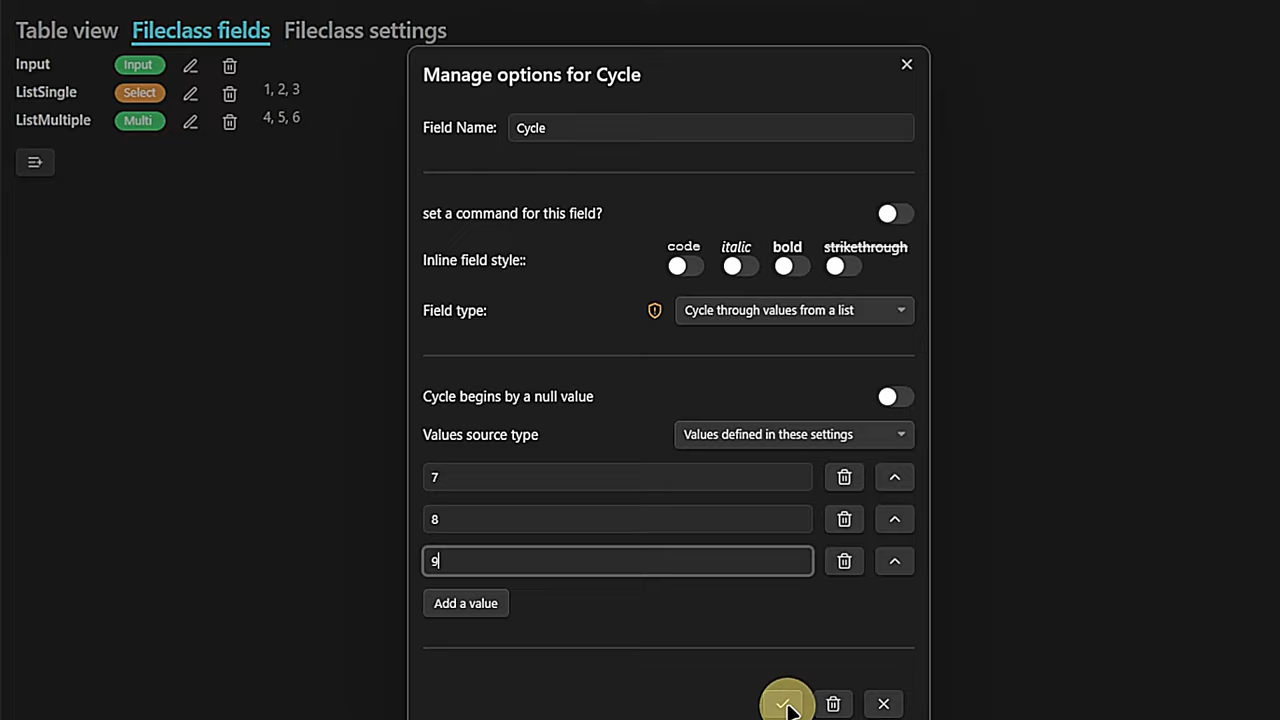 Table view Fileclass fields Fileclass settings
Input Input
ListSingle Select 1, 2, 3
ListMultiple Multi 4, 5, 6
Manage options for Cycle
Field Name: Cycle
set a command for this field?
Inline field style:: code italic bold strikethrough
Field type: Cycle through values from a list
Cycle begins by a null value
Values source type Values defined in these settings
7
8
9
Add a value